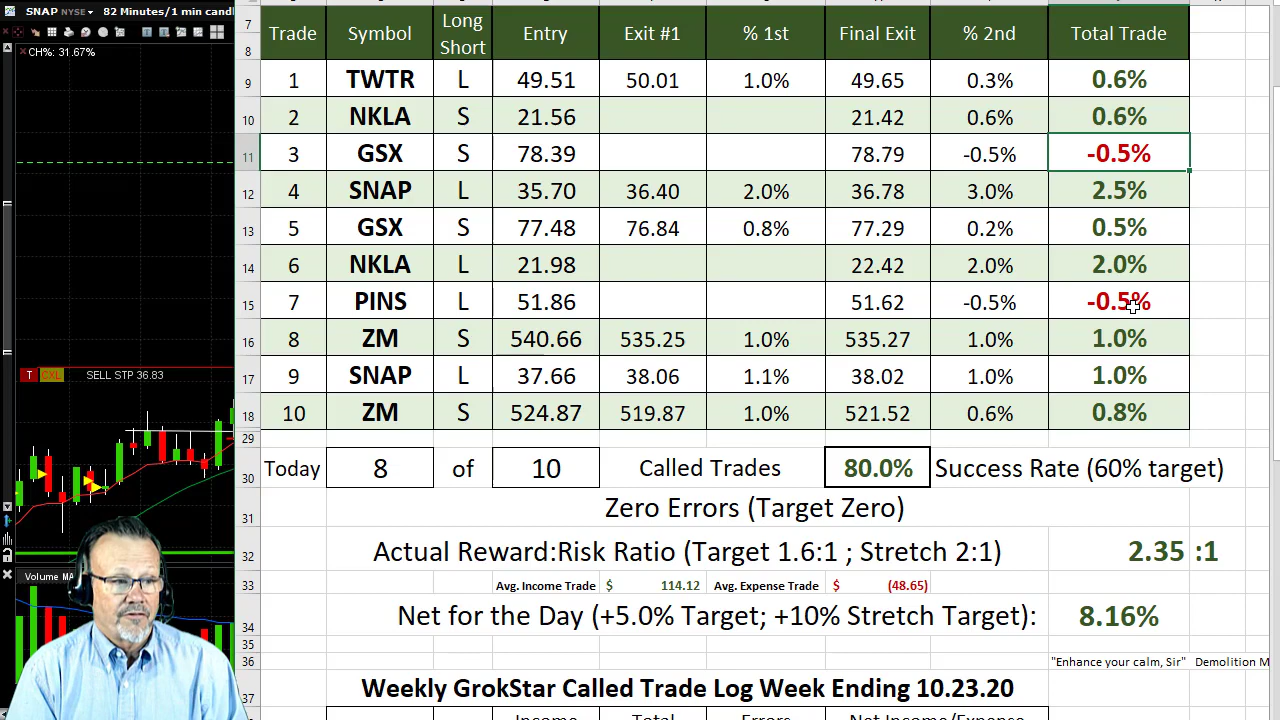 SNAP NYSE 82 Minutes/1 min candl
CH%: 31.67%
T CXL SELL STP 36.83
Volume MA
7 Trade Symbol Long Short Entry Exit #1 % 1st Final Exit % 2nd Total Trade
8
9 1 TWTR L 49.51 50.01 1.0% 49.65 0.3% 0.6%
10 2 NKLA S 21.56 21.42 0.6% 0.6%
11 3 GSX S 78.39 78.79 -0.5% -0.5%
12 4 SNAP L 35.70 36.40 2.0% 36.78 3.0% 2.5%
13 5 GSX S 77.48 76.84 0.8% 77.29 0.2% 0.5%
14 6 NKLA L 21.98 22.42 2.0% 2.0%
15 7 PINS L 51.86 51.62 -0.5% -0.5%
16 8 ZM S 540.66 535.25 1.0% 535.27 1.0% 1.0%
17 9 SNAP L 37.66 38.06 1.1% 38.02 1.0% 1.0%
18 10 ZM S 524.87 519.87 1.0% 521.52 0.6% 0.8%
29
30 Today 8 of 10 Called Trades 80.0% Success Rate (60% target)
31 Zero Errors (Target Zero)
32 Actual Reward:Risk Ratio (Target 1.6:1 ; Stretch 2:1) 2.35 :1
33 Avg. Income Trade $ 114.12 Avg. Expense Trade $ (48.65)
34 Net for the Day (+5.0% Target; +10% Stretch Target): 8.16%
35
36 "Enhance your calm, Sir" Demolition M
37 Weekly GrokStar Called Trade Log Week Ending 10.23.20
Income Total Errors Net Income/Expense